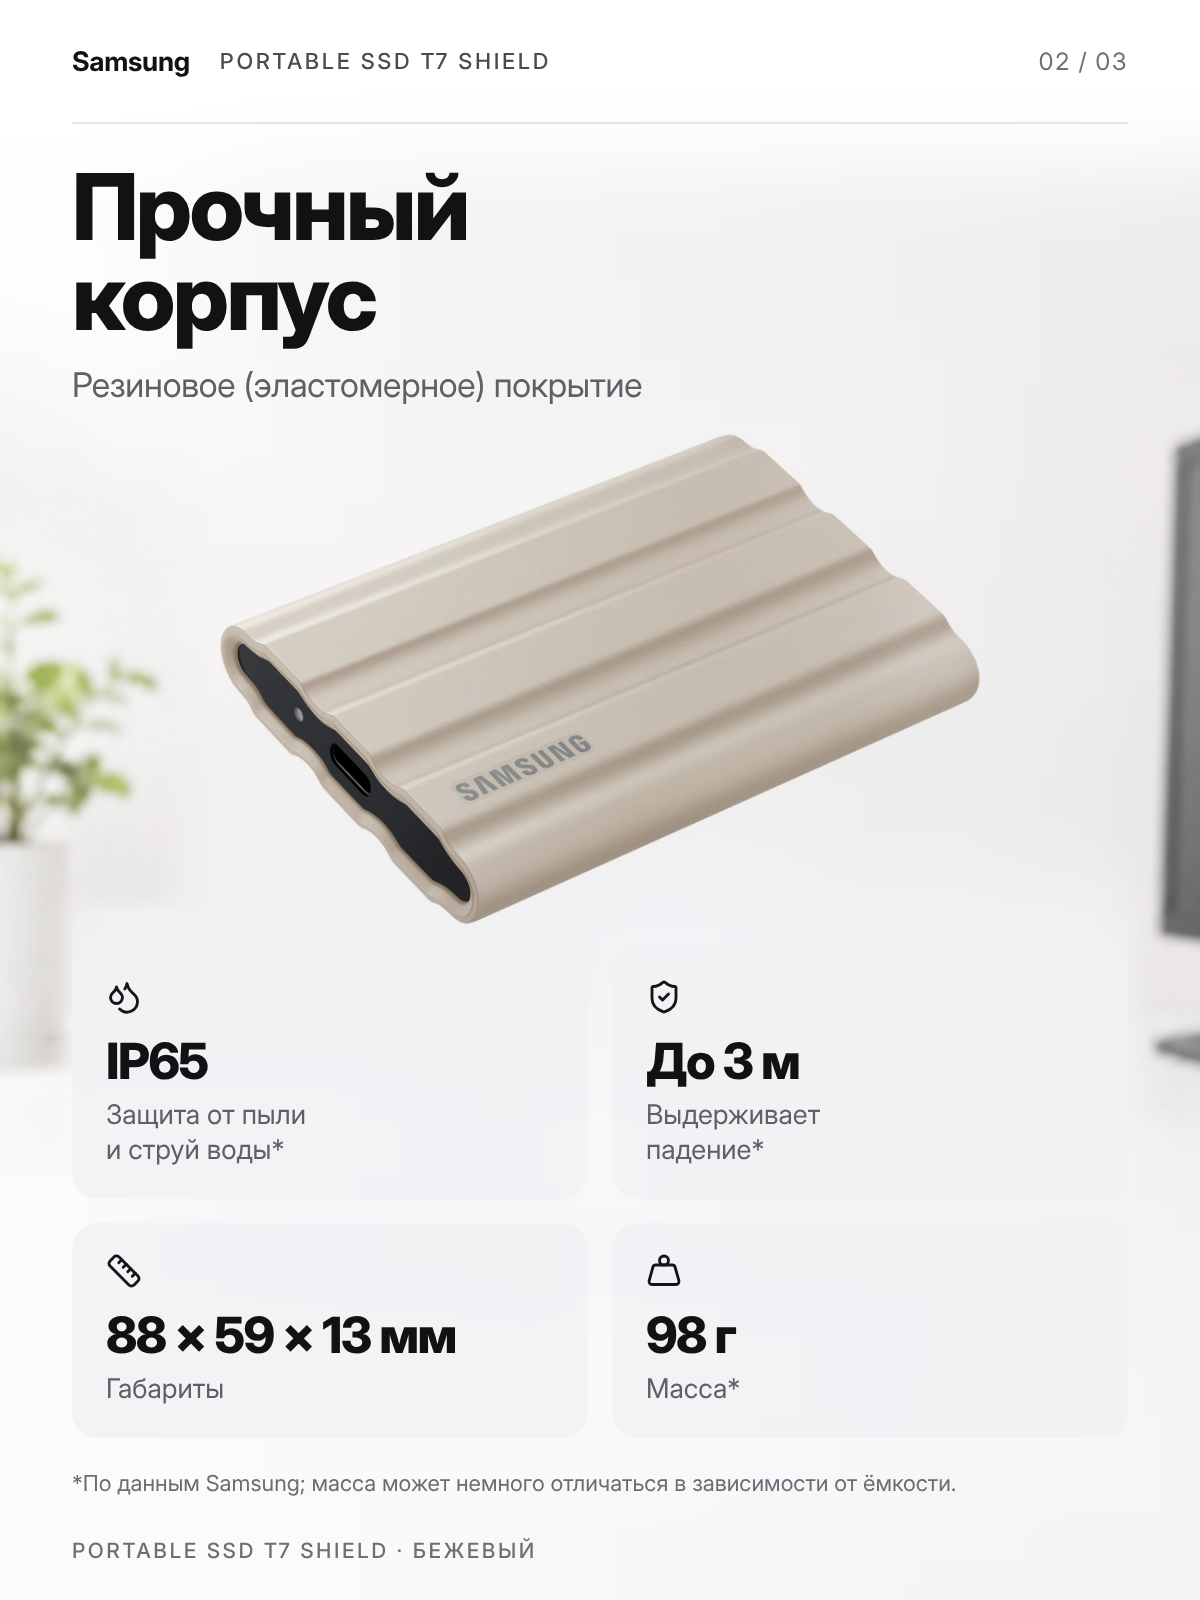 Samsung PORTABLE SSD T7 SHIELD 02 / 03
Прочный
корпус
Резиновое (эластомерное) покрытие
SAMSUNG
IP65
Защита от пыли
и струй воды*
До 3 м
Выдерживает
падение*
88 × 59 × 13 мм
Габариты
98 г
Масса*
*По данным Samsung; масса может немного отличаться в зависимости от ёмкости.
PORTABLE SSD T7 SHIELD · БЕЖЕВЫЙ